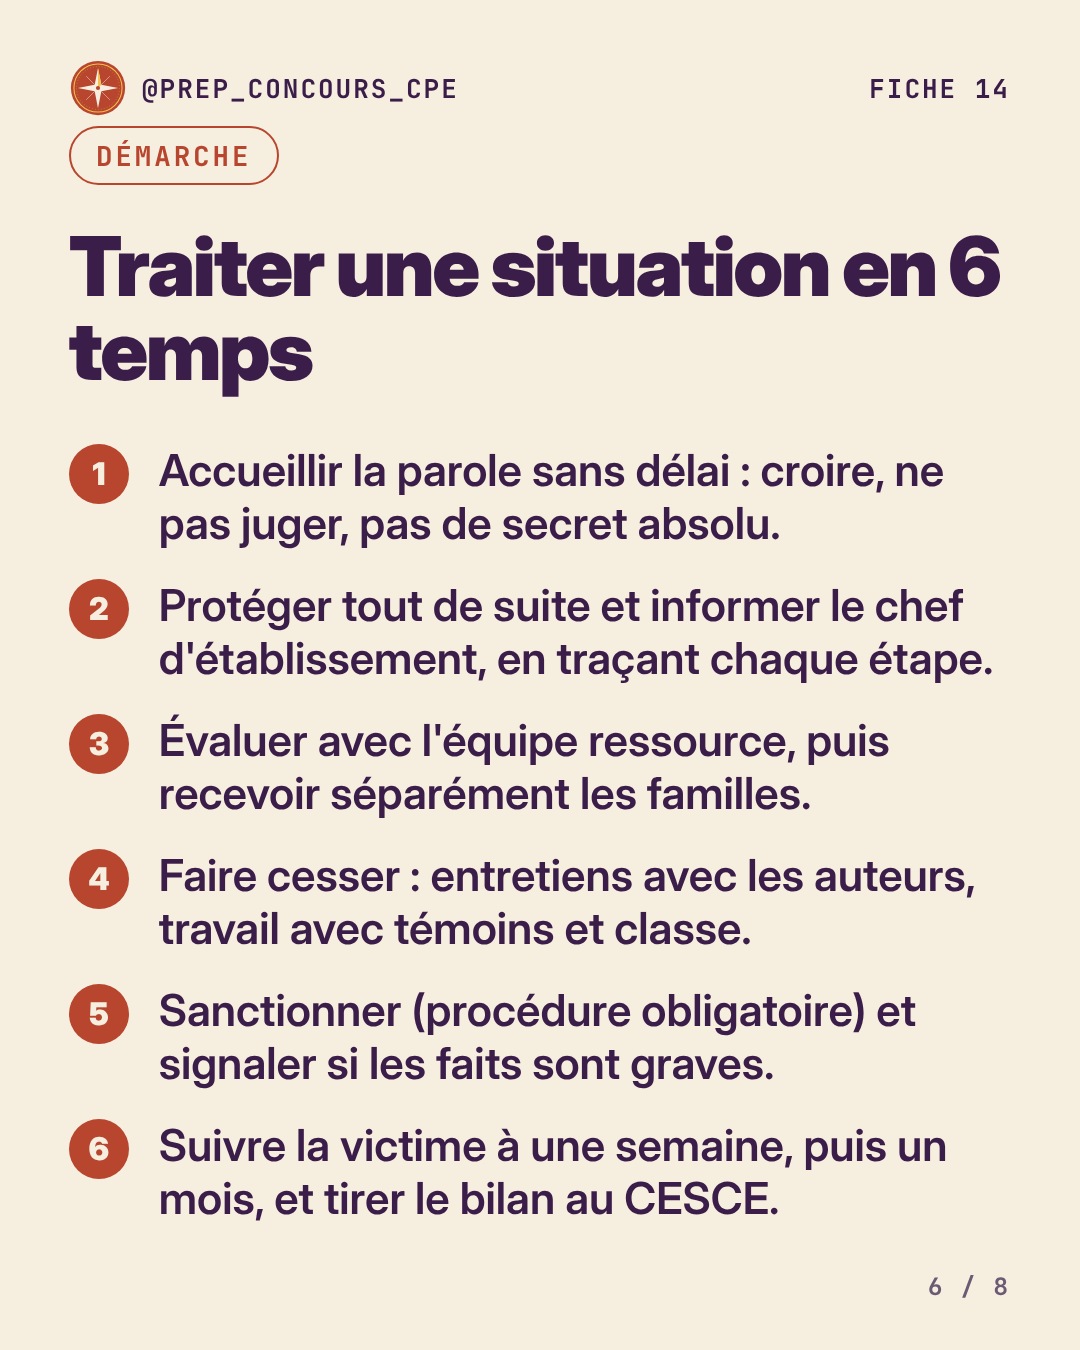 @PREP_CONCOURS_CPE
FICHE 14
DÉMARCHE
Traiter une situation en 6
temps
1
Accueillir la parole sans délai : croire, ne
pas juger, pas de secret absolu.
2
Protéger tout de suite et informer le chef
d'établissement, en traçant chaque étape.
3
Évaluer avec l'équipe ressource, puis
recevoir séparément les familles.
4
Faire cesser : entretiens avec les auteurs,
travail avec témoins et classe.
5
Sanctionner (procédure obligatoire) et
signaler si les faits sont graves.
6
Suivre la victime à une semaine, puis un
mois, et tirer le bilan au CESCE.
6 / 8